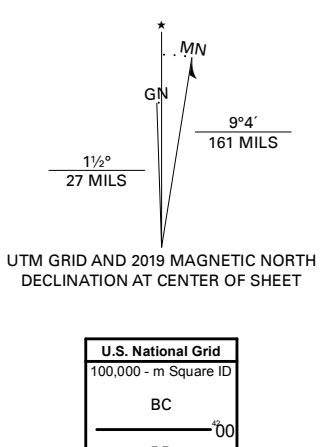 ★
MN
GN
9°4´
161 MILS
1½°
27 MILS
UTM GRID AND 2019 MAGNETIC NORTH
DECLINATION AT CENTER OF SHEET
U.S. National Grid
100,000 - m Square ID
BC
⁴²00